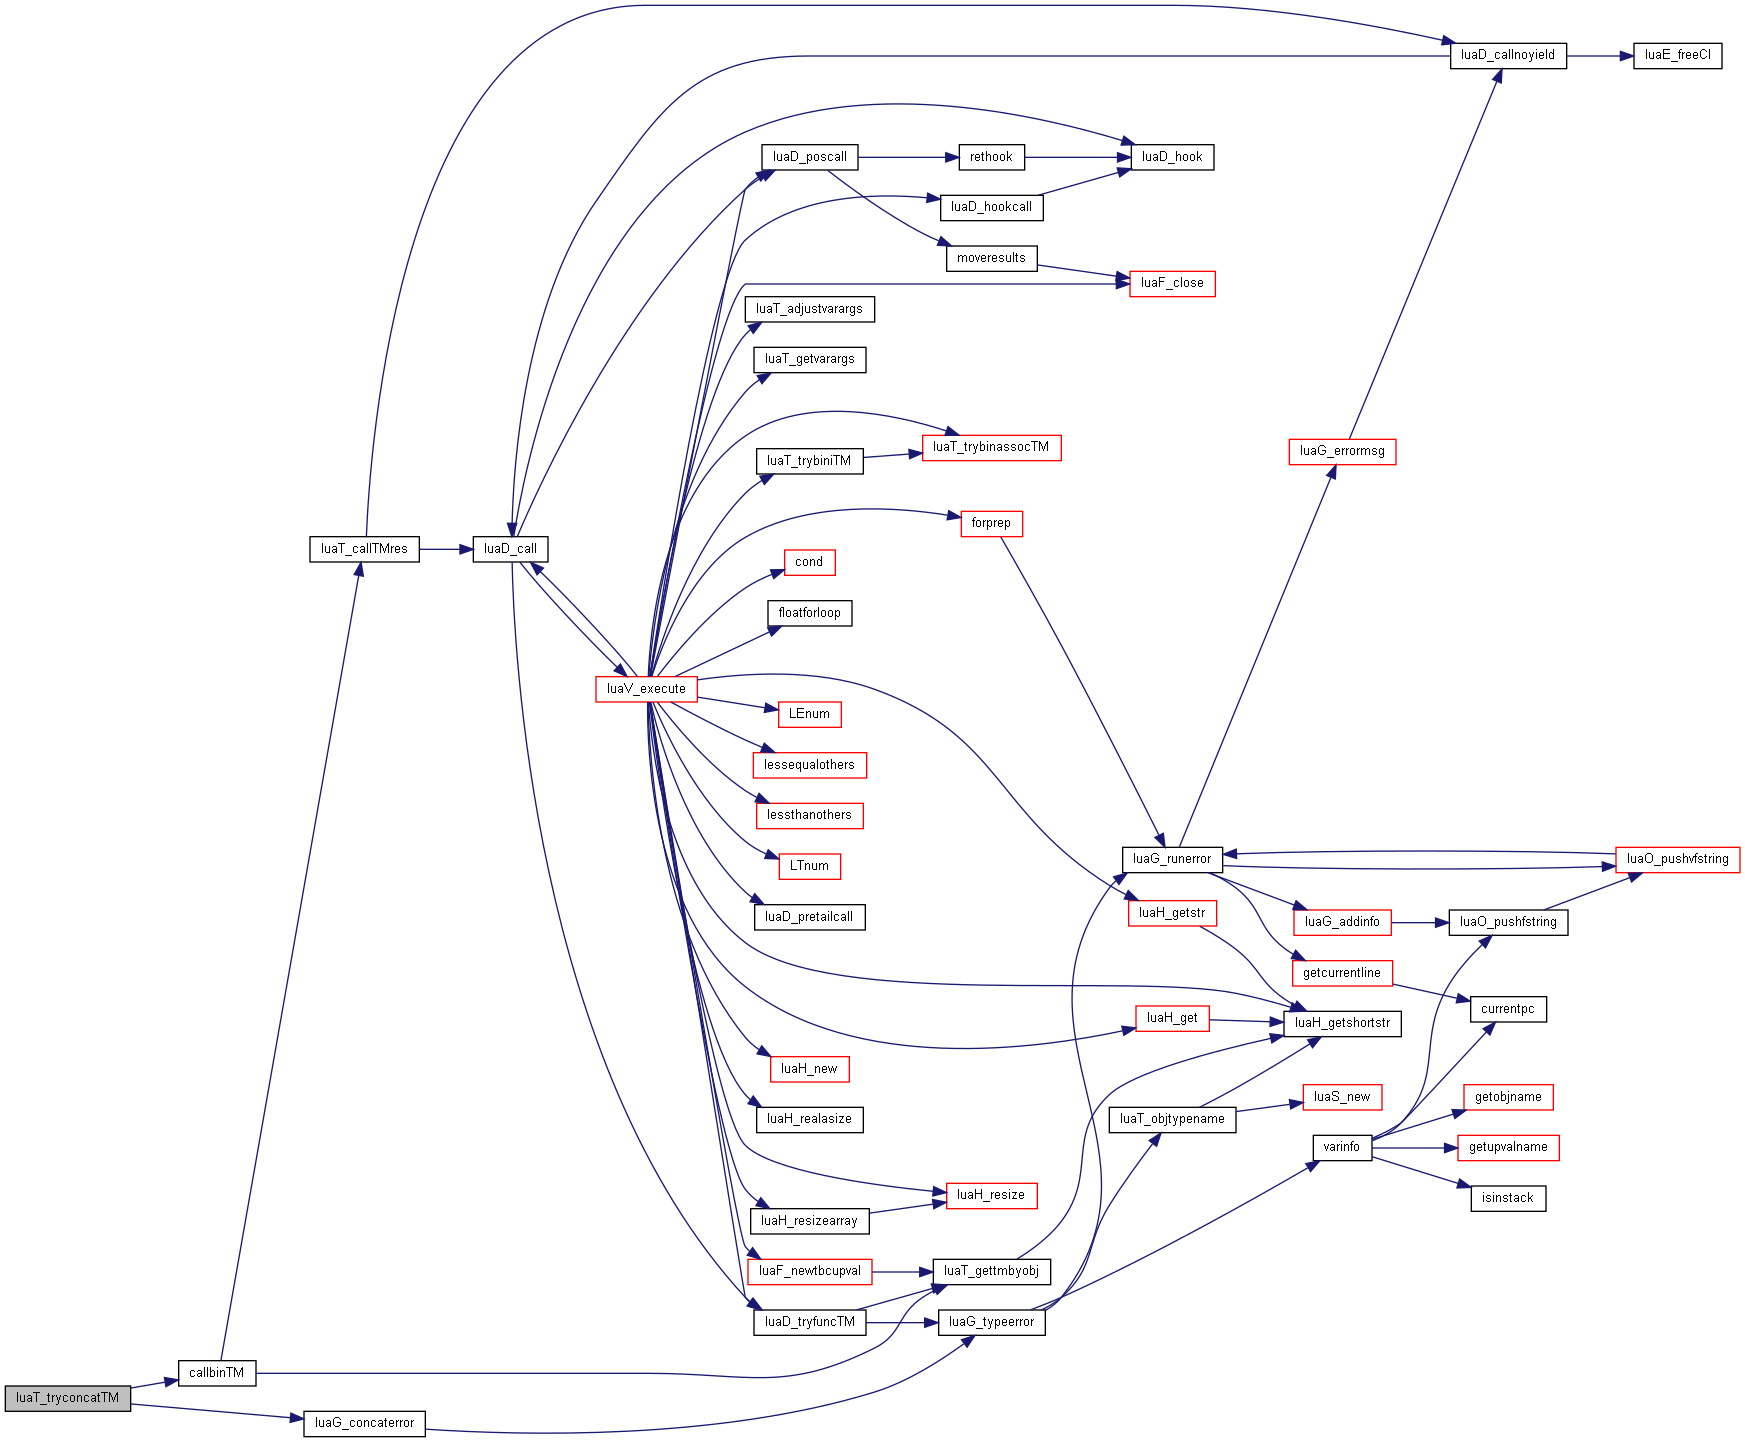 luaD_callnoyield
luaE_freeCI
luaD_poscall
rethook
luaD_hook
luaD_hookcall
moveresults
luaF_close
luaT_adjustvarargs
luaT_getvarargs
luaT_trybinassocTM
luaT_trybiniTM
luaG_errormsg
forprep
luaT_callTMres
luaD_call
cond
floatforloop
luaV_execute
LEnum
lessequalothers
lessthanothers
LTnum
luaG_runerror
luaO_pushvfstring
luaD_pretailcall
luaH_getstr
luaG_addinfo
luaO_pushfstring
getcurrentline
currentpc
luaH_get
luaH_getshortstr
luaH_new
luaS_new
getobjname
luaH_realasize
luaT_objtypename
varinfo
getupvalname
luaH_resize
isinstack
luaH_resizearray
luaF_newtbcupval
luaT_gettmbyobj
luaD_tryfuncTM
luaG_typeerror
callbinTM
luaT_tryconcatTM
luaG_concaterror